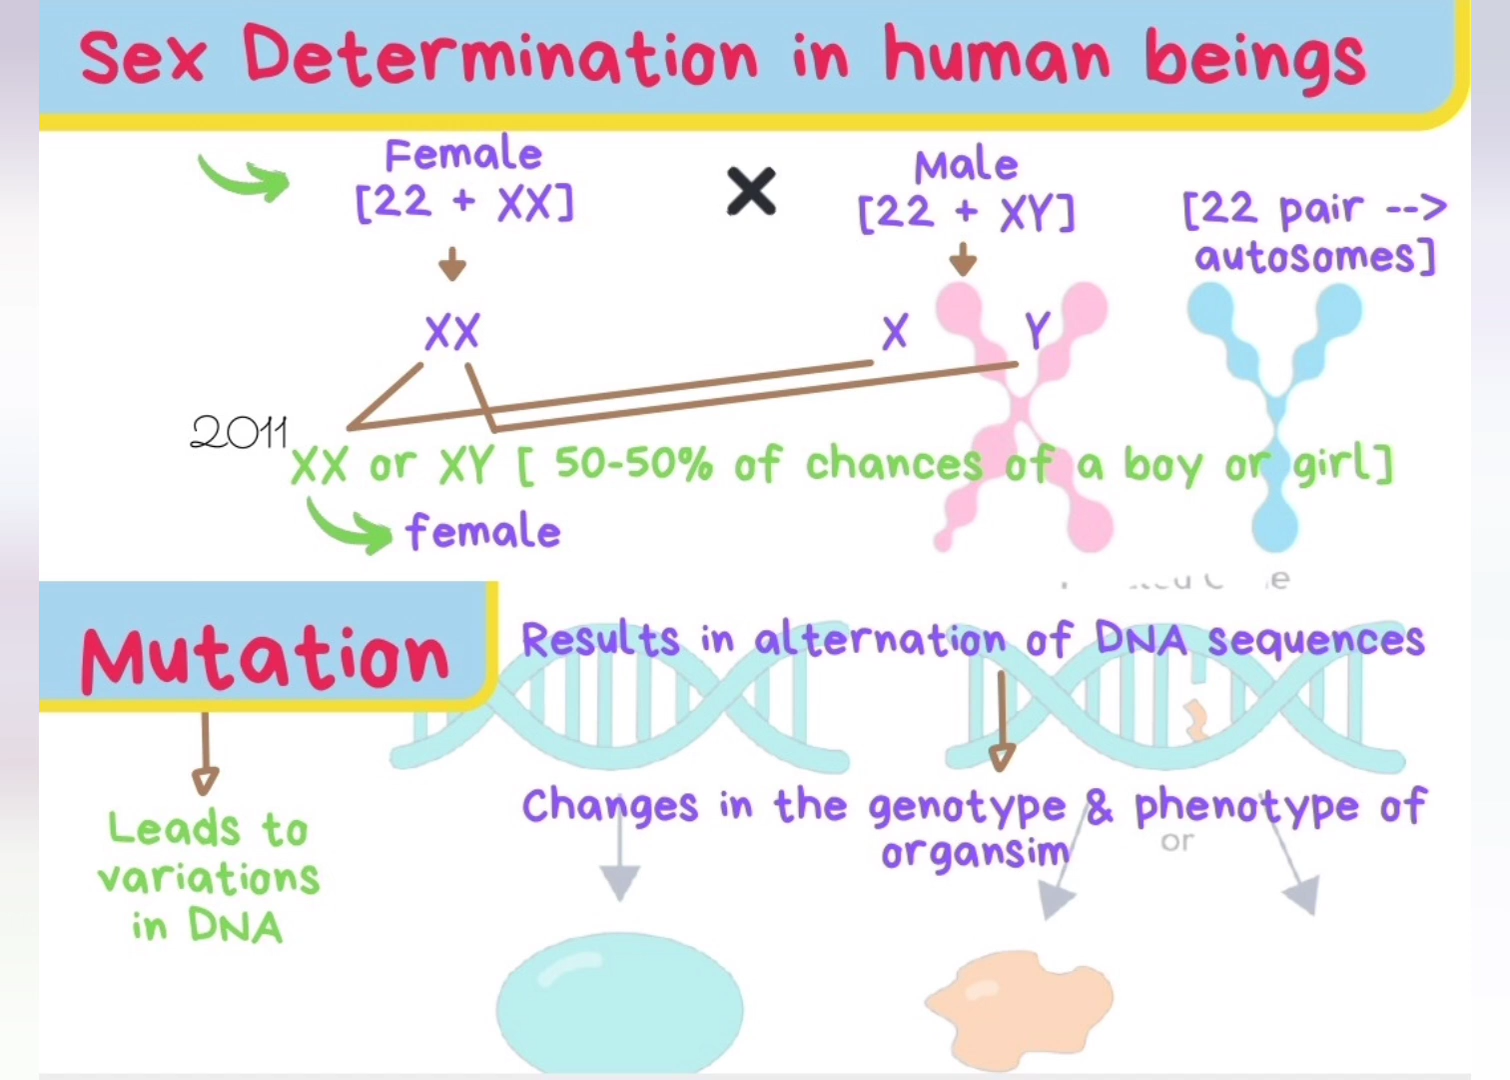 Sex Determination in human beings
Female
[22 + XX]
Male
[22 + XY]
[22 pair -->
autosomes]
XX
X
Y
2011
XX or XY [ 50-50% of chances of a boy or girl]
female
Mutation
Results in alternation of DNA sequences
Leads to
variations
in DNA
Changes in the genotype & phenotype of
organsim
or